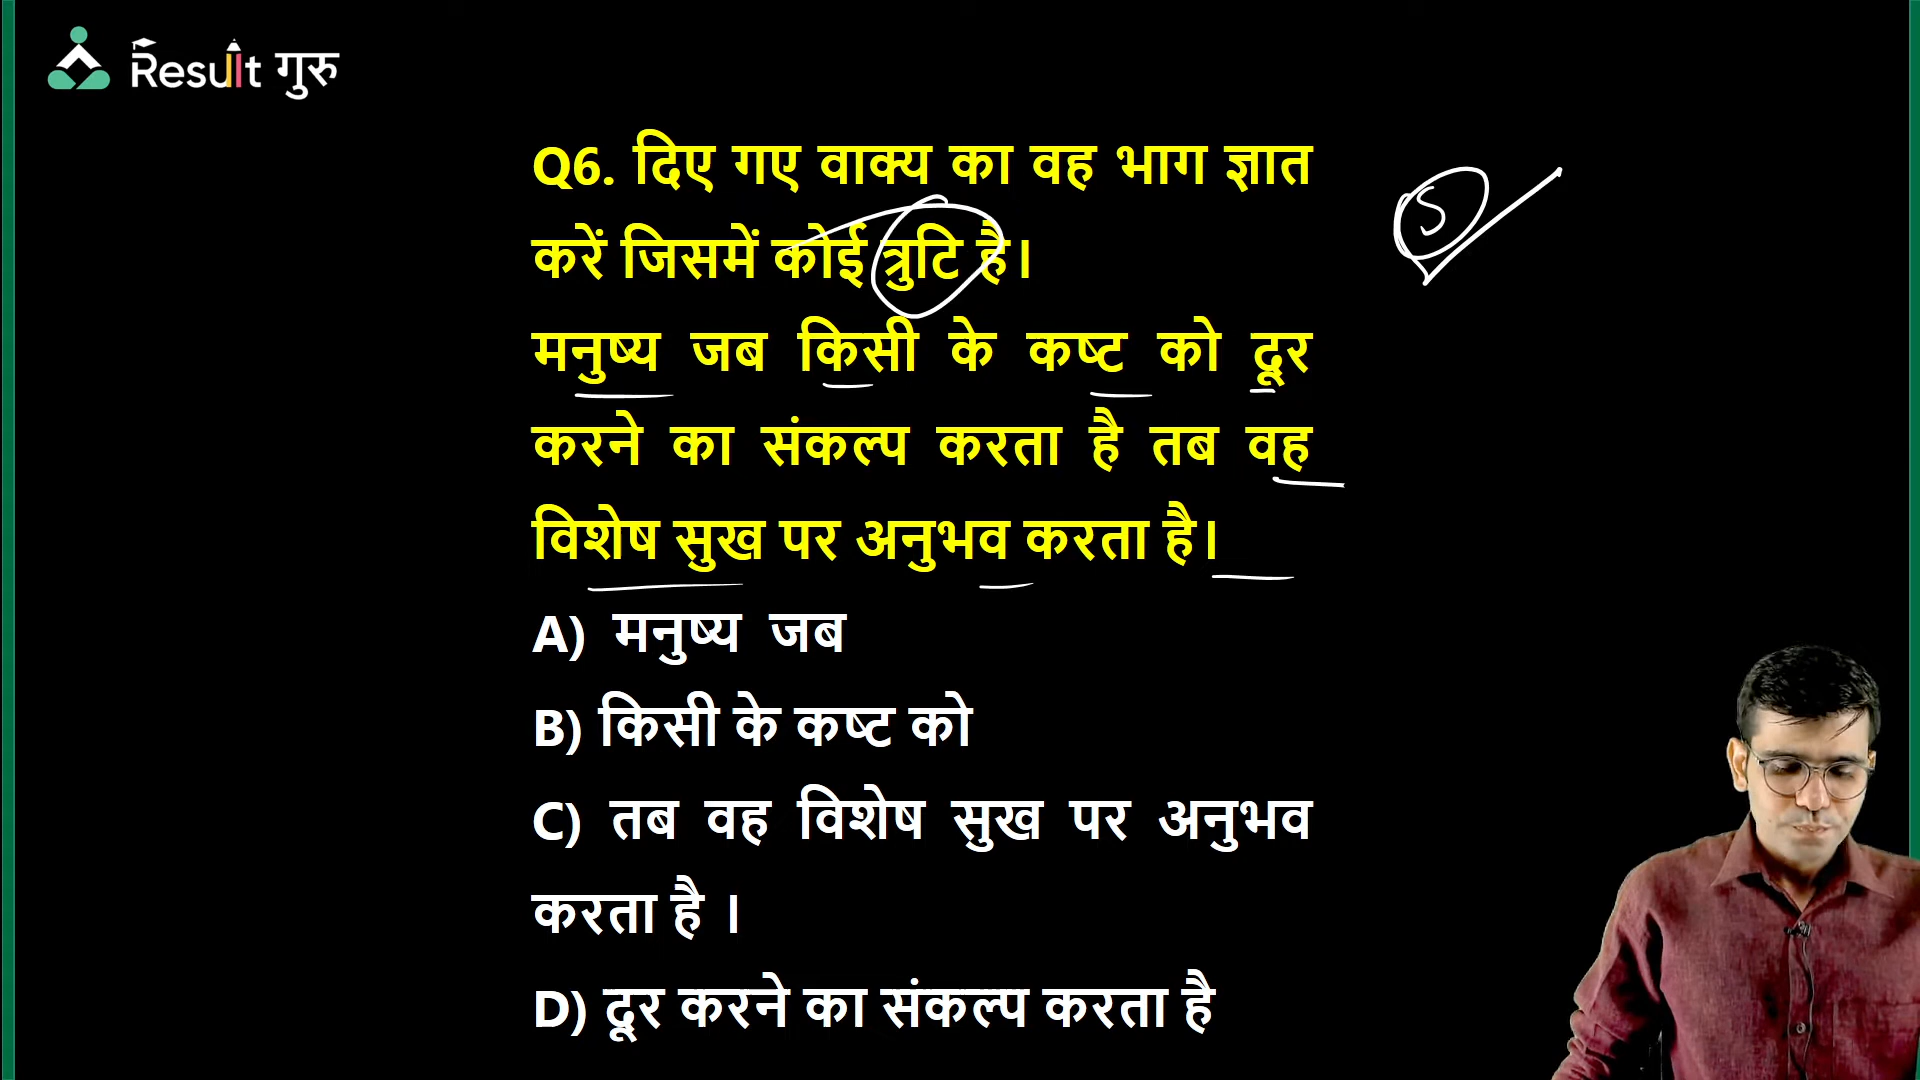 Result गुरु
Q6. दिए गए वाक्य का वह भाग ज्ञात
करें जिसमें कोई त्रुटि है।
मनुष्य जब किसी के कष्ट को दूर
करने का संकल्प करता है तब वह
विशेष सुख पर अनुभव करता है।
A) मनुष्य जब
B) किसी के कष्ट को
C) तब वह विशेष सुख पर अनुभव
करता है ।
D) दूर करने का संकल्प करता है
S